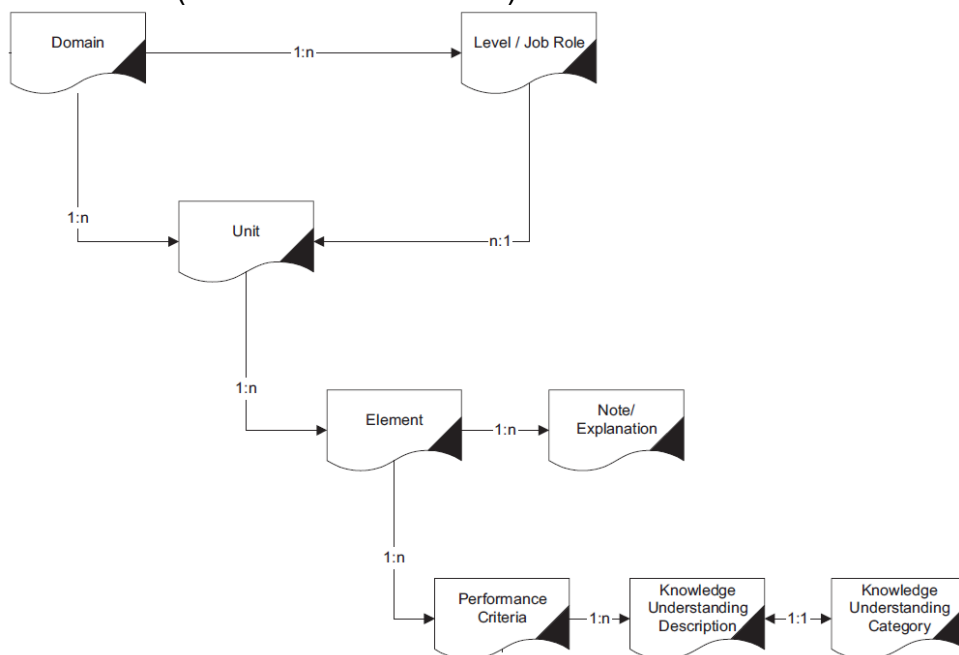 Domain
1:n
Level / Job Role
1:n
Unit
n:1
1:n
Element
1:n
Note/
Explanation
1:n
Performance
Criteria
1:n
Knowledge
Understanding
Description
1:1
Knowledge
Understanding
Category